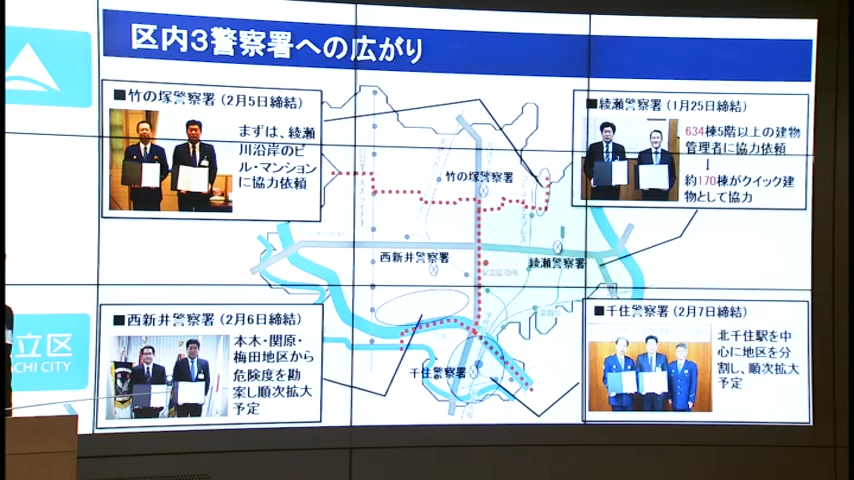 区内3警察署への広がり
■竹の塚警察署 (2月5日締結)
まずは、綾瀬
川沿岸のビ
ル・マンション
に協力依頼
■綾瀬警察署 (1月25日締結)
634棟5階以上の建物
管理者に協力依頼
↓
約170棟がクイック建
物として協力
竹の塚警察署
西新井警察署
綾瀬警察署
足立区役所
千住警察署
■西新井警察署 (2月6日締結)
本木・関原・
梅田地区から
危険度を勘
案し順次拡大
予定
■千住警察署 (2月7日締結)
北千住駅を中
心に地区を分
割し、順次拡大
予定
立区
ACHI CITY